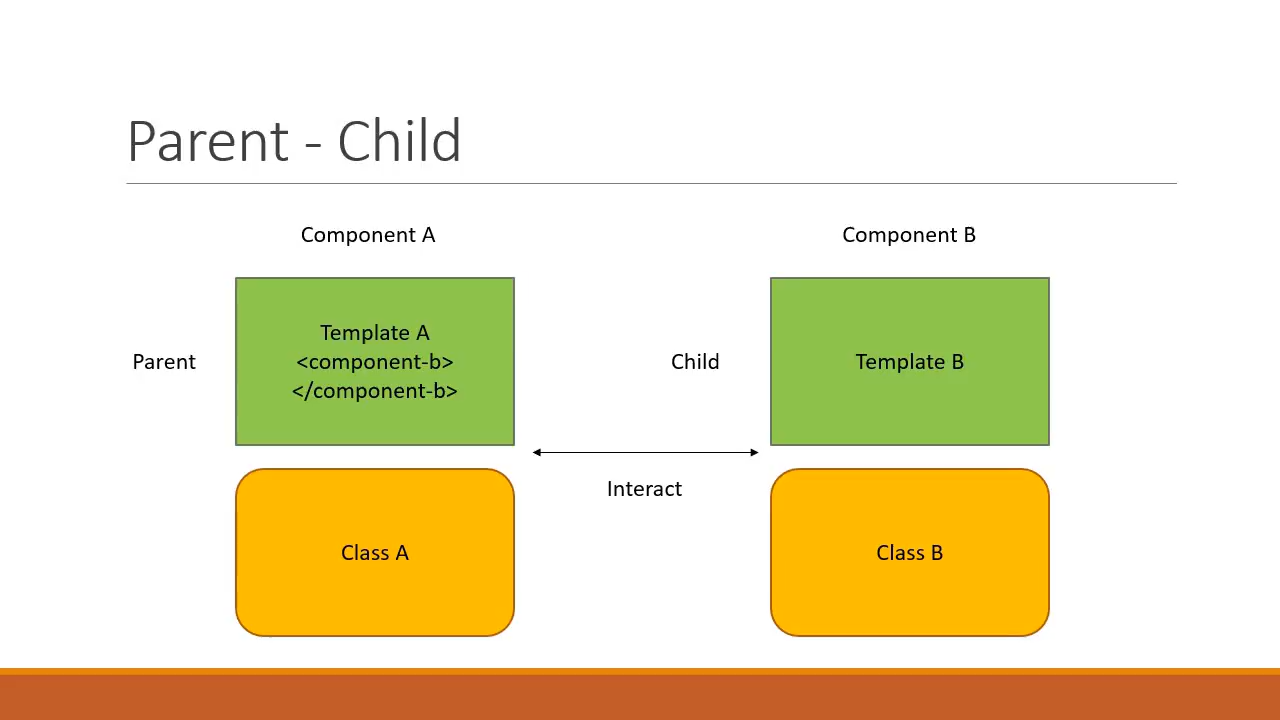 Parent - Child
Component A
Component B
Parent
Template A
<component-b>
</component-b>
Child
Template B
Interact
Class A
Class B